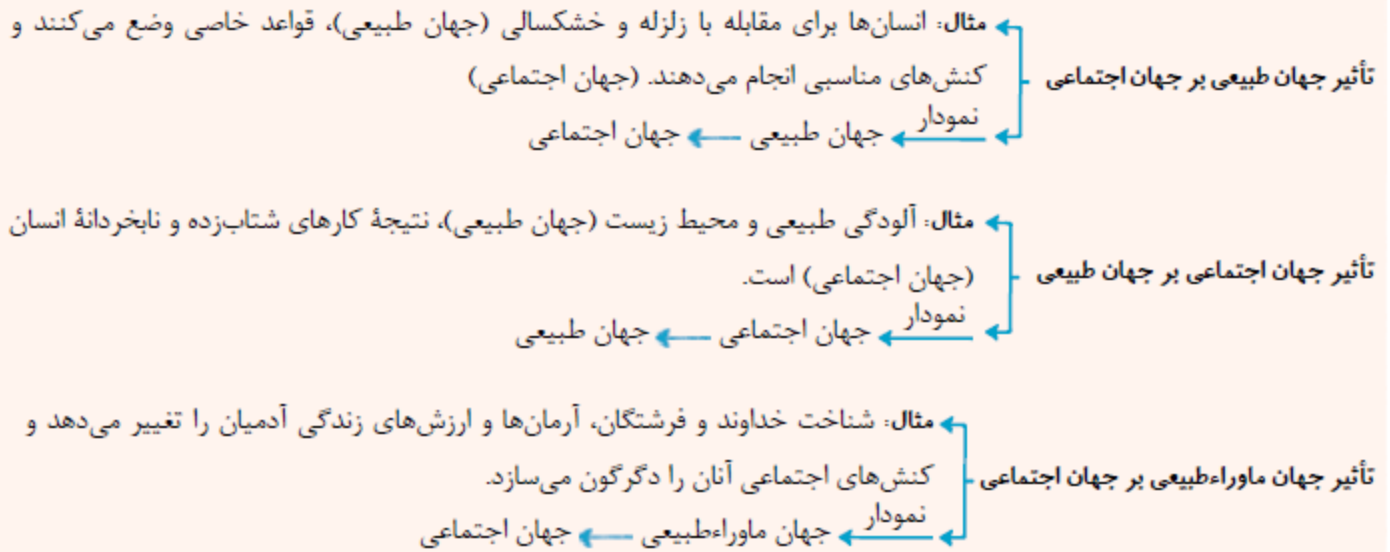 مثال: انسان‌ها برای مقابله با زلزله و خشکسالی (جهان طبیعی)، قواعد خاصی وضع می‌کنند و
تأثیر جهان طبیعی بر جهان اجتماعی
کنش‌های مناسبی انجام می‌دهند. (جهان اجتماعی)
نمودار
جهان طبیعی ← جهان اجتماعی
مثال: آلودگی طبیعی و محیط زیست (جهان طبیعی)، نتیجۀ کارهای شتاب‌زده و نابخردانۀ انسان
تأثیر جهان اجتماعی بر جهان طبیعی
(جهان اجتماعی) است.
نمودار
جهان اجتماعی ← جهان طبیعی
مثال: شناخت خداوند و فرشتگان، آرمان‌ها و ارزش‌های زندگی آدمیان را تغییر می‌دهد و
تأثیر جهان ماوراءطبیعی بر جهان اجتماعی
کنش‌های اجتماعی آنان را دگرگون می‌سازد.
نمودار
جهان ماوراءطبیعی ← جهان اجتماعی